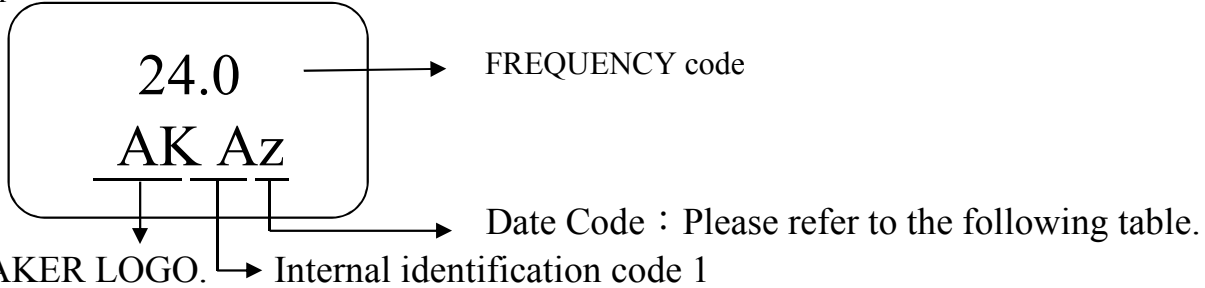 24.0
FREQUENCY code
AK Az
Date Code：Please refer to the following table.
AKER LOGO.
Internal identification code 1